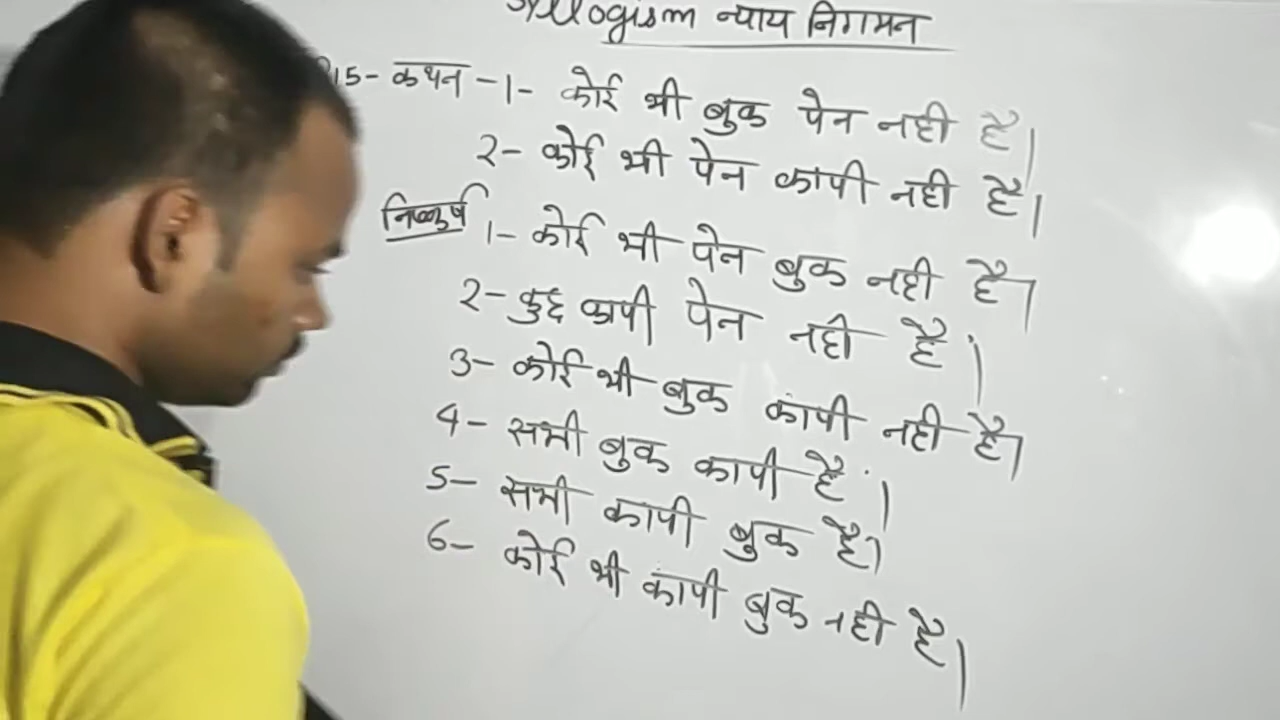 Syllogism न्याय निगमन
15- कथन -1- कोई भी बुक पेन नही है।
2- कोई भी पेन कापी नही है।
निष्कर्ष 1- कोई भी पेन बुक नही है।
2- कुछ कापी पेन नही है।
3- कोई भी बुक कापी नही है।
4- सभी बुक कापी है।
5- सभी कापी बुक है।
6- कोई भी कापी बुक नही है।